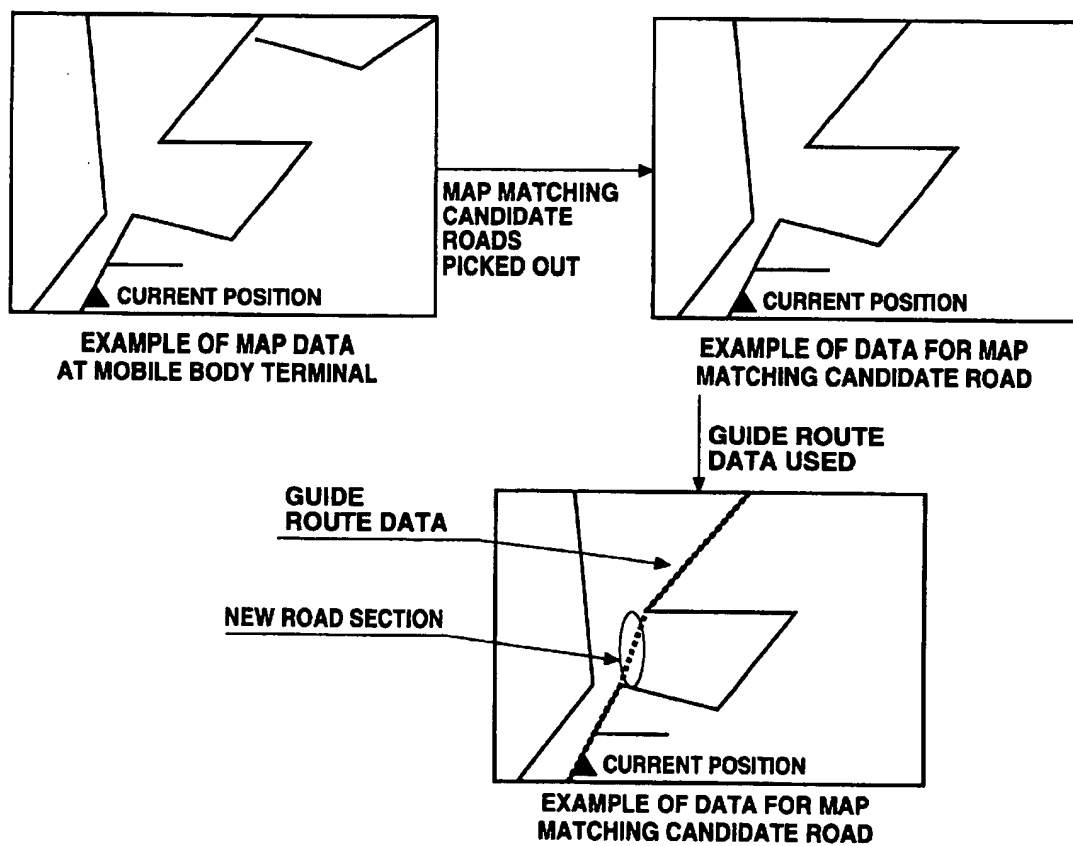 CURRENT POSITION
EXAMPLE OF MAP DATA
AT MOBILE BODY TERMINAL
MAP MATCHING
CANDIDATE
ROADS
PICKED OUT
CURRENT POSITION
EXAMPLE OF DATA FOR MAP
MATCHING CANDIDATE ROAD
GUIDE ROUTE
DATA USED
GUIDE
ROUTE DATA
NEW ROAD SECTION
CURRENT POSITION
EXAMPLE OF DATA FOR MAP
MATCHING CANDIDATE ROAD